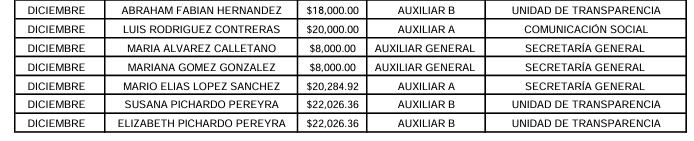 DICIEMBRE ABRAHAM FABIAN HERNANDEZ $18,000.00 AUXILIAR B UNIDAD DE TRANSPARENCIA
DICIEMBRE LUIS RODRIGUEZ CONTRERAS $20,000.00 AUXILIAR A COMUNICACIÓN SOCIAL
DICIEMBRE MARIA ALVAREZ CALLETANO $8,000.00 AUXILIAR GENERAL SECRETARÍA GENERAL
DICIEMBRE MARIANA GOMEZ GONZALEZ $8,000.00 AUXILIAR GENERAL SECRETARÍA GENERAL
DICIEMBRE MARIO ELIAS LOPEZ SANCHEZ $20,284.92 AUXILIAR A SECRETARÍA GENERAL
DICIEMBRE SUSANA PICHARDO PEREYRA $22,026.36 AUXILIAR B UNIDAD DE TRANSPARENCIA
DICIEMBRE ELIZABETH PICHARDO PEREYRA $22,026.36 AUXILIAR B UNIDAD DE TRANSPARENCIA